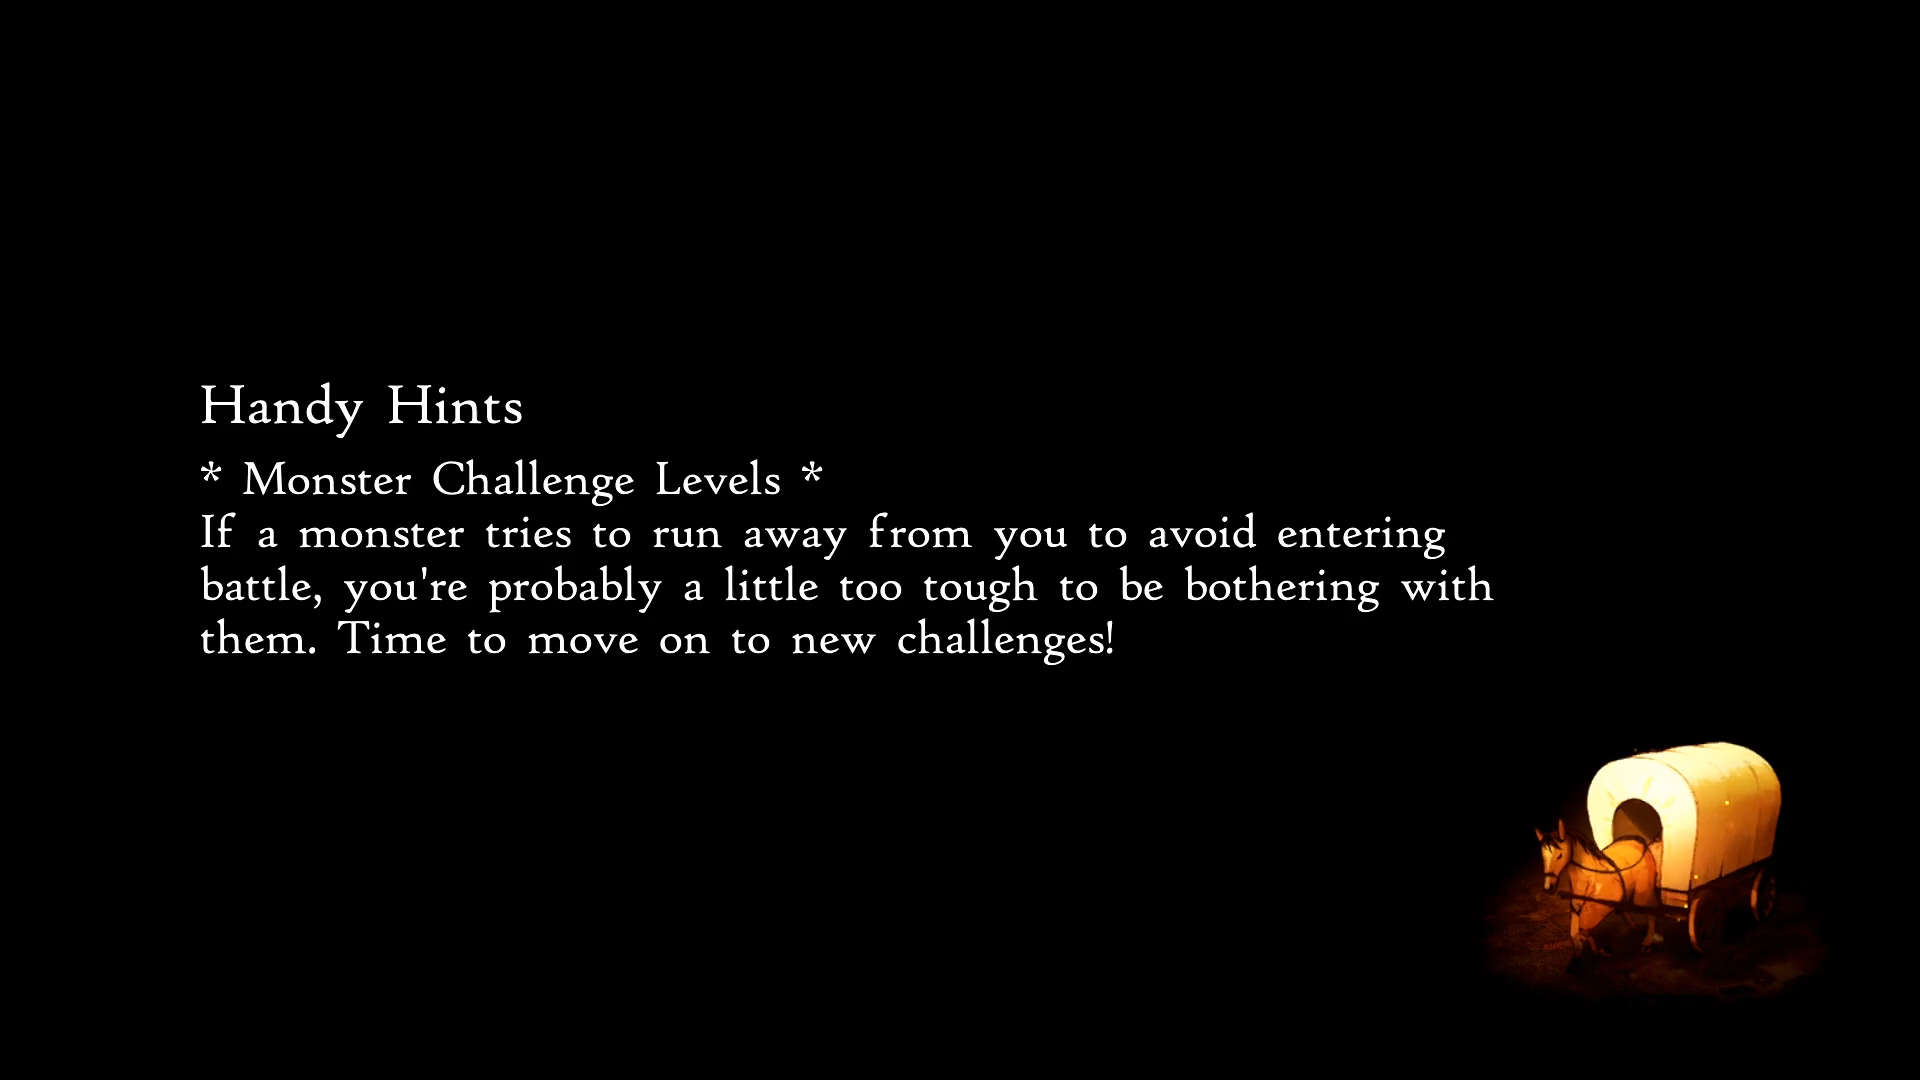 Handy Hints
* Monster Challenge Levels *
If a monster tries to run away from you to avoid entering
battle, you're probably a little too tough to be bothering with
them. Time to move on to new challenges!